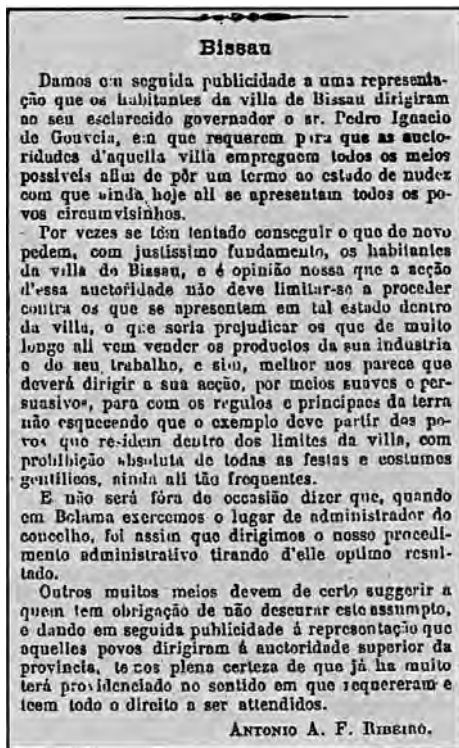 Bissau
Damos em seguida publicidade a uma representa-
ção que os habitantes da villa de Bissau dirigiram
ao seu esclarecido governador o sr. Pedro Ignacio
de Gouveia, em que requerem para que as aucto-
ridades d'aquella villa empreguem todos os meios
possiveis afim de pôr um termo ao estado de nudez
com que ainda hoje ali se apresentam todos os po-
vos circumvisinhos.
Por vezes se tém tentado conseguir o que de novo
pedem, com justissimo fundamento, os habitantes
da villa de Bissau, e é opinião nossa que a acção
d'essa auctoridade não deve limitar-se a proceder
contra os que se apresentem em tal estado dentro
da villa, o que seria prejudicar os que de muito
longe ali vem vender os productos da sua industria
e do seu trabalho, e sim, melhor nos parece que
deverá dirigir a sua acção, por meios suaves e per-
suasivos, para com os regulos e principaes da terra
não esquecendo que o exemplo deve partir dos po-
vos que residem dentro dos limites da villa, com
prohibição absoluta de todas as festas e costumes
gentilicos, ainda ali tão frequentes.
E não será fóra de occasião dizer que, quando
em Bolama exercemos o lugar de administrador do
concelho, foi assim que dirigimos o nosso procedi-
mento administrativo tirando d'elle optimo resul-
tado.
Outros muitos meios devem de certo suggerir a
quem tem obrigação de não descurar este assumpto,
e dando em seguida publicidade á representação que
aquelles povos dirigiram á auctoridade superior da
provincia, temos plena certeza de que já ha muito
terá providenciado no sentido em que requereram e
teem todo o direito a ser attendidos.
ANTONIO A. F. RIBEIRO.